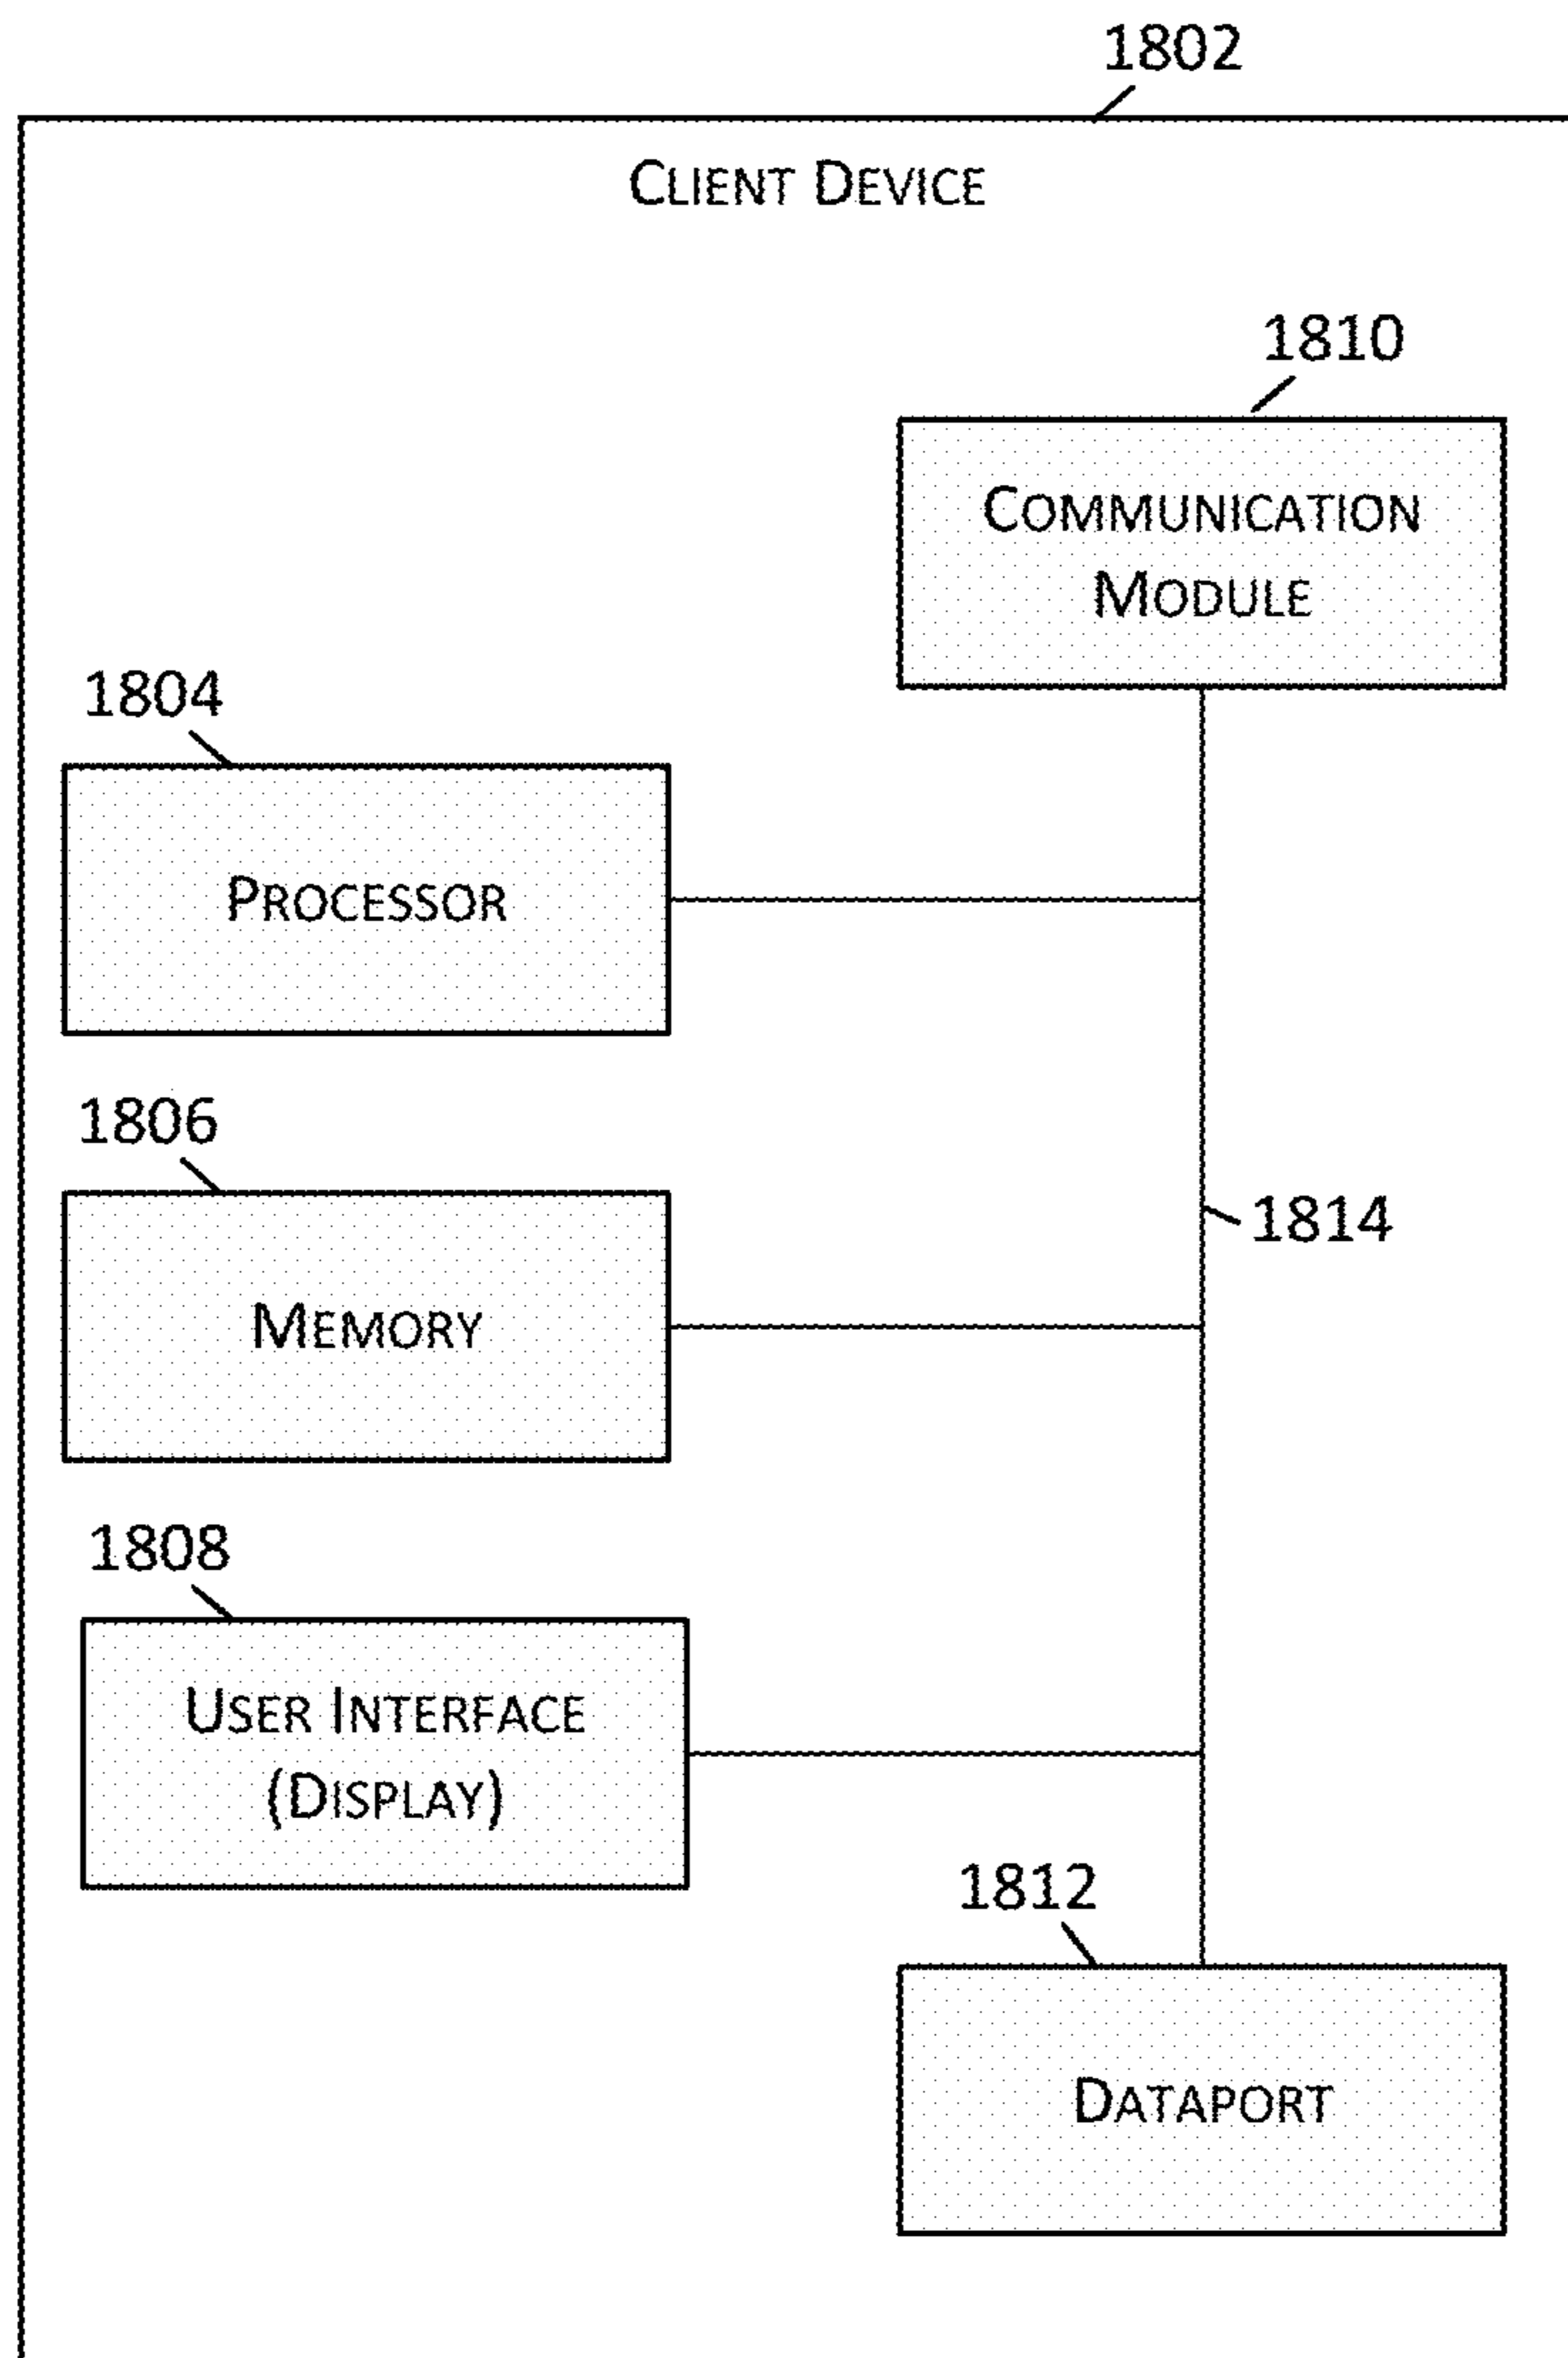 1802
CLIENT DEVICE
1810
COMMUNICATION
MODULE
1804
PROCESSOR
1806
1814
MEMORY
1808
USER INTERFACE
(DISPLAY)
1812
DATAPORT